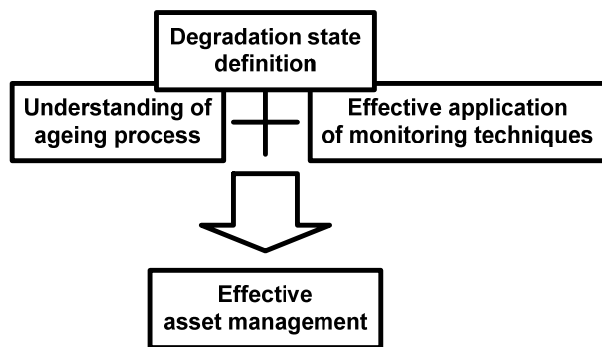 Degradation state
definition
Understanding of
ageing process
Effective application
of monitoring techniques
Effective
asset management